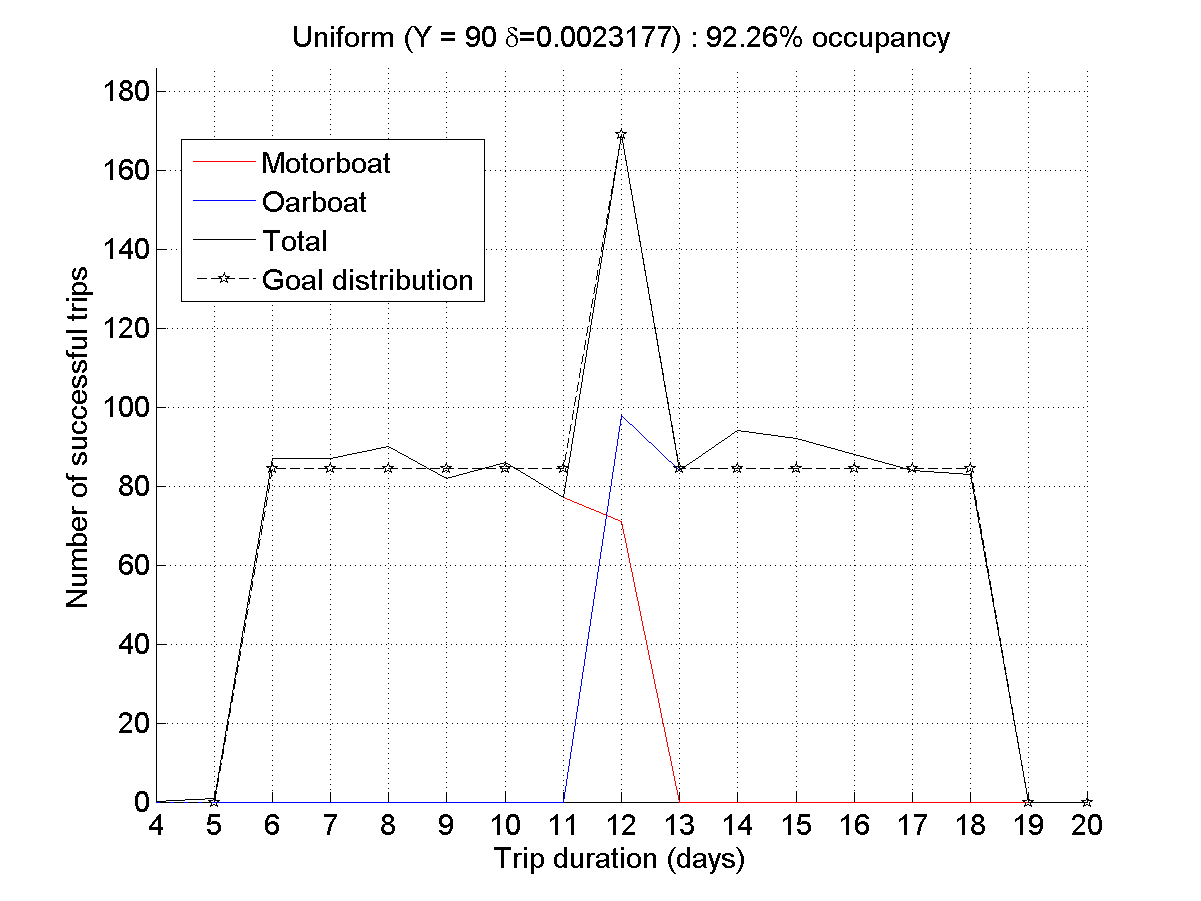 Uniform (Y = 90 δ=0.0023177) : 92.26% occupancy
180
160
140
120
100
80
60
40
20
0
Number of successful trips
Motorboat
Oarboat
Total
Goal distribution
4 5 6 7 8 9 10 11 12 13 14 15 16 17 18 19 20
Trip duration (days)